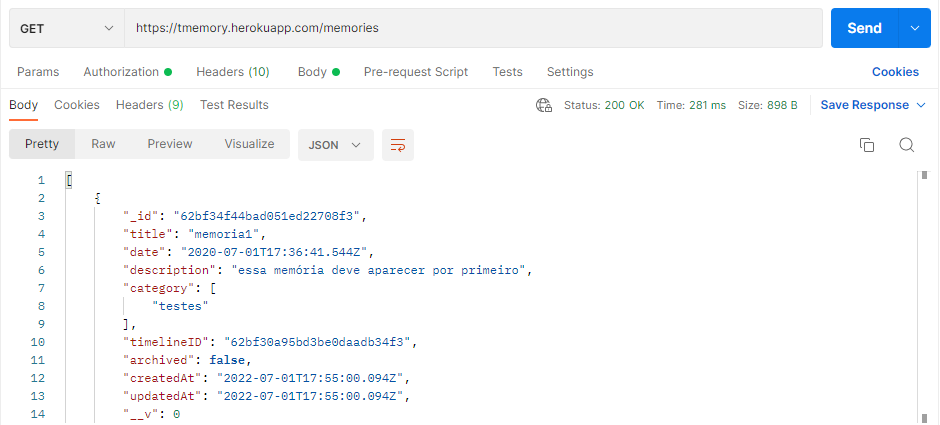 GET https://tmemory.herokuapp.com/memories Send
Params Authorization Headers (10) Body Pre-request Script Tests Settings Cookies
Body Cookies Headers (9) Test Results Status: 200 OK Time: 281 ms Size: 898 B Save Response
Pretty Raw Preview Visualize JSON
1 [
2 {
3 "_id": "62bf34f44bad051ed22708f3",
4 "title": "memoria1",
5 "date": "2020-07-01T17:36:41.544Z",
6 "description": "essa memória deve aparecer por primeiro",
7 "category": [
8 "testes"
9 ],
10 "timelineID": "62bf30a95bd3be0daadb34f3",
11 "archived": false,
12 "createdAt": "2022-07-01T17:55:00.094Z",
13 "updatedAt": "2022-07-01T17:55:00.094Z",
14 "__v": 0